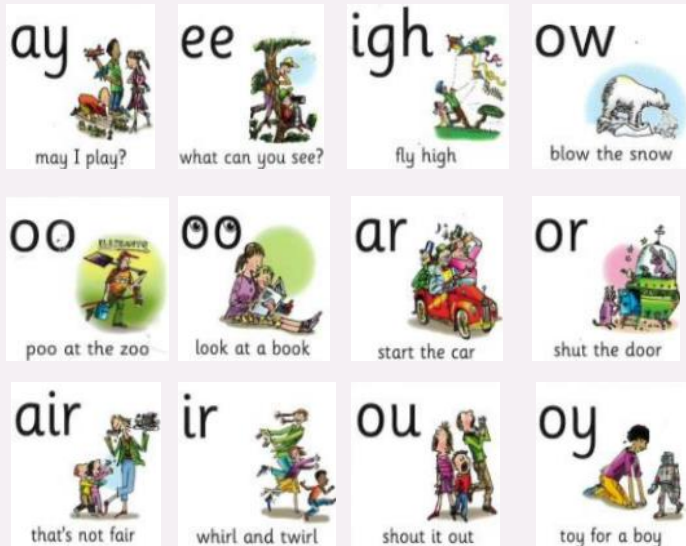 ay
may I play?
ee
what can you see?
igh
fly high
ow
blow the snow
oo
poo at the zoo
oo
look at a book
ar
start the car
or
shut the door
air
that's not fair
ir
whirl and twirl
ou
shout it out
oy
toy for a boy